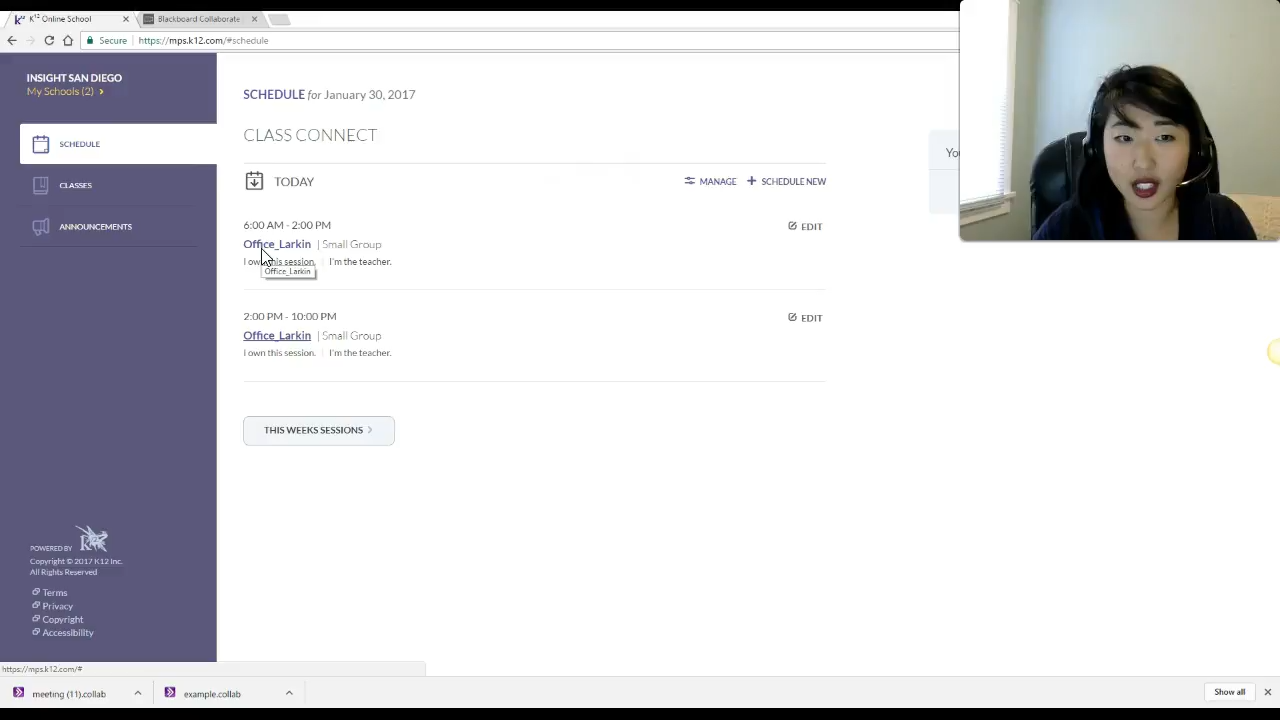 K¹² Online School
Blackboard Collaborate
Secure
https://mps.k12.com/#schedule
INSIGHT SAN DIEGO
My Schools (2) >
SCHEDULE
CLASSES
ANNOUNCEMENTS
SCHEDULE for January 30, 2017
CLASS CONNECT
TODAY
MANAGE
SCHEDULE NEW
6:00 AM - 2:00 PM
EDIT
Office_Larkin | Small Group
I own this session. | I'm the teacher.
Office_Larkin
2:00 PM - 10:00 PM
EDIT
Office_Larkin | Small Group
I own this session. | I'm the teacher.
THIS WEEKS SESSIONS >
POWERED BY
Copyright © 2017 K12 Inc.
All Rights Reserved
Terms
Privacy
Copyright
Accessibility
https://mps.k12.com/#
meeting (11).collab
example.collab
Show all